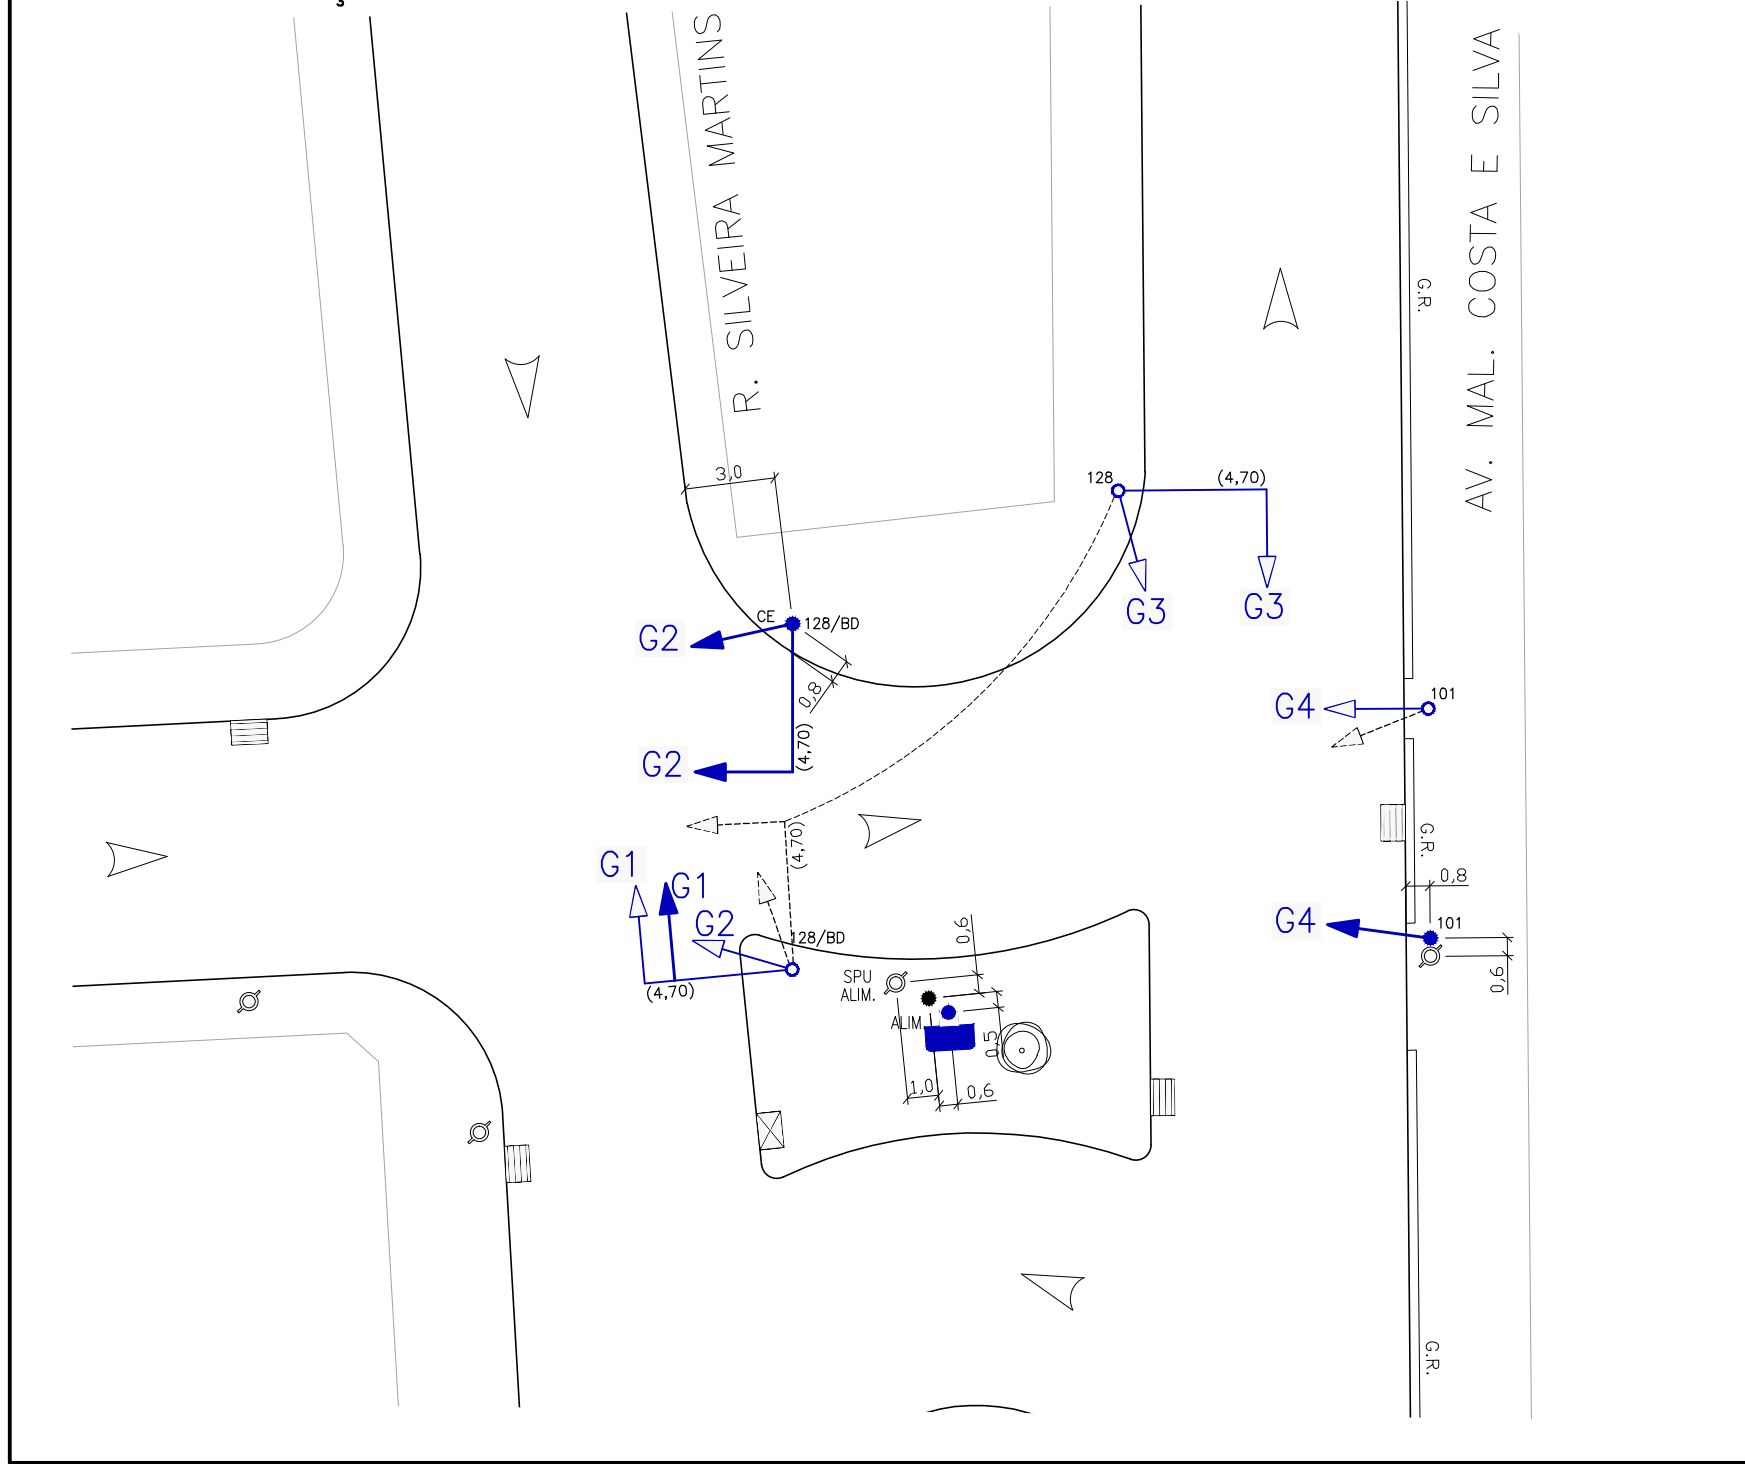 3
R. SILVEIRA MARTINS
AV. MAL. COSTA E SILVA
G.R.
3,0
128
(4,70)
G3
G3
CE
128/BD
G2
0,8
(4,70)
G2
101
G4
(4,70)
G.R.
G1
G1
0,8
G2
128/BD
0,6
G4
101
SPU
ALIM.
(4,70)
0,6
ALIM.
0,5
1,0
0,6
G.R.